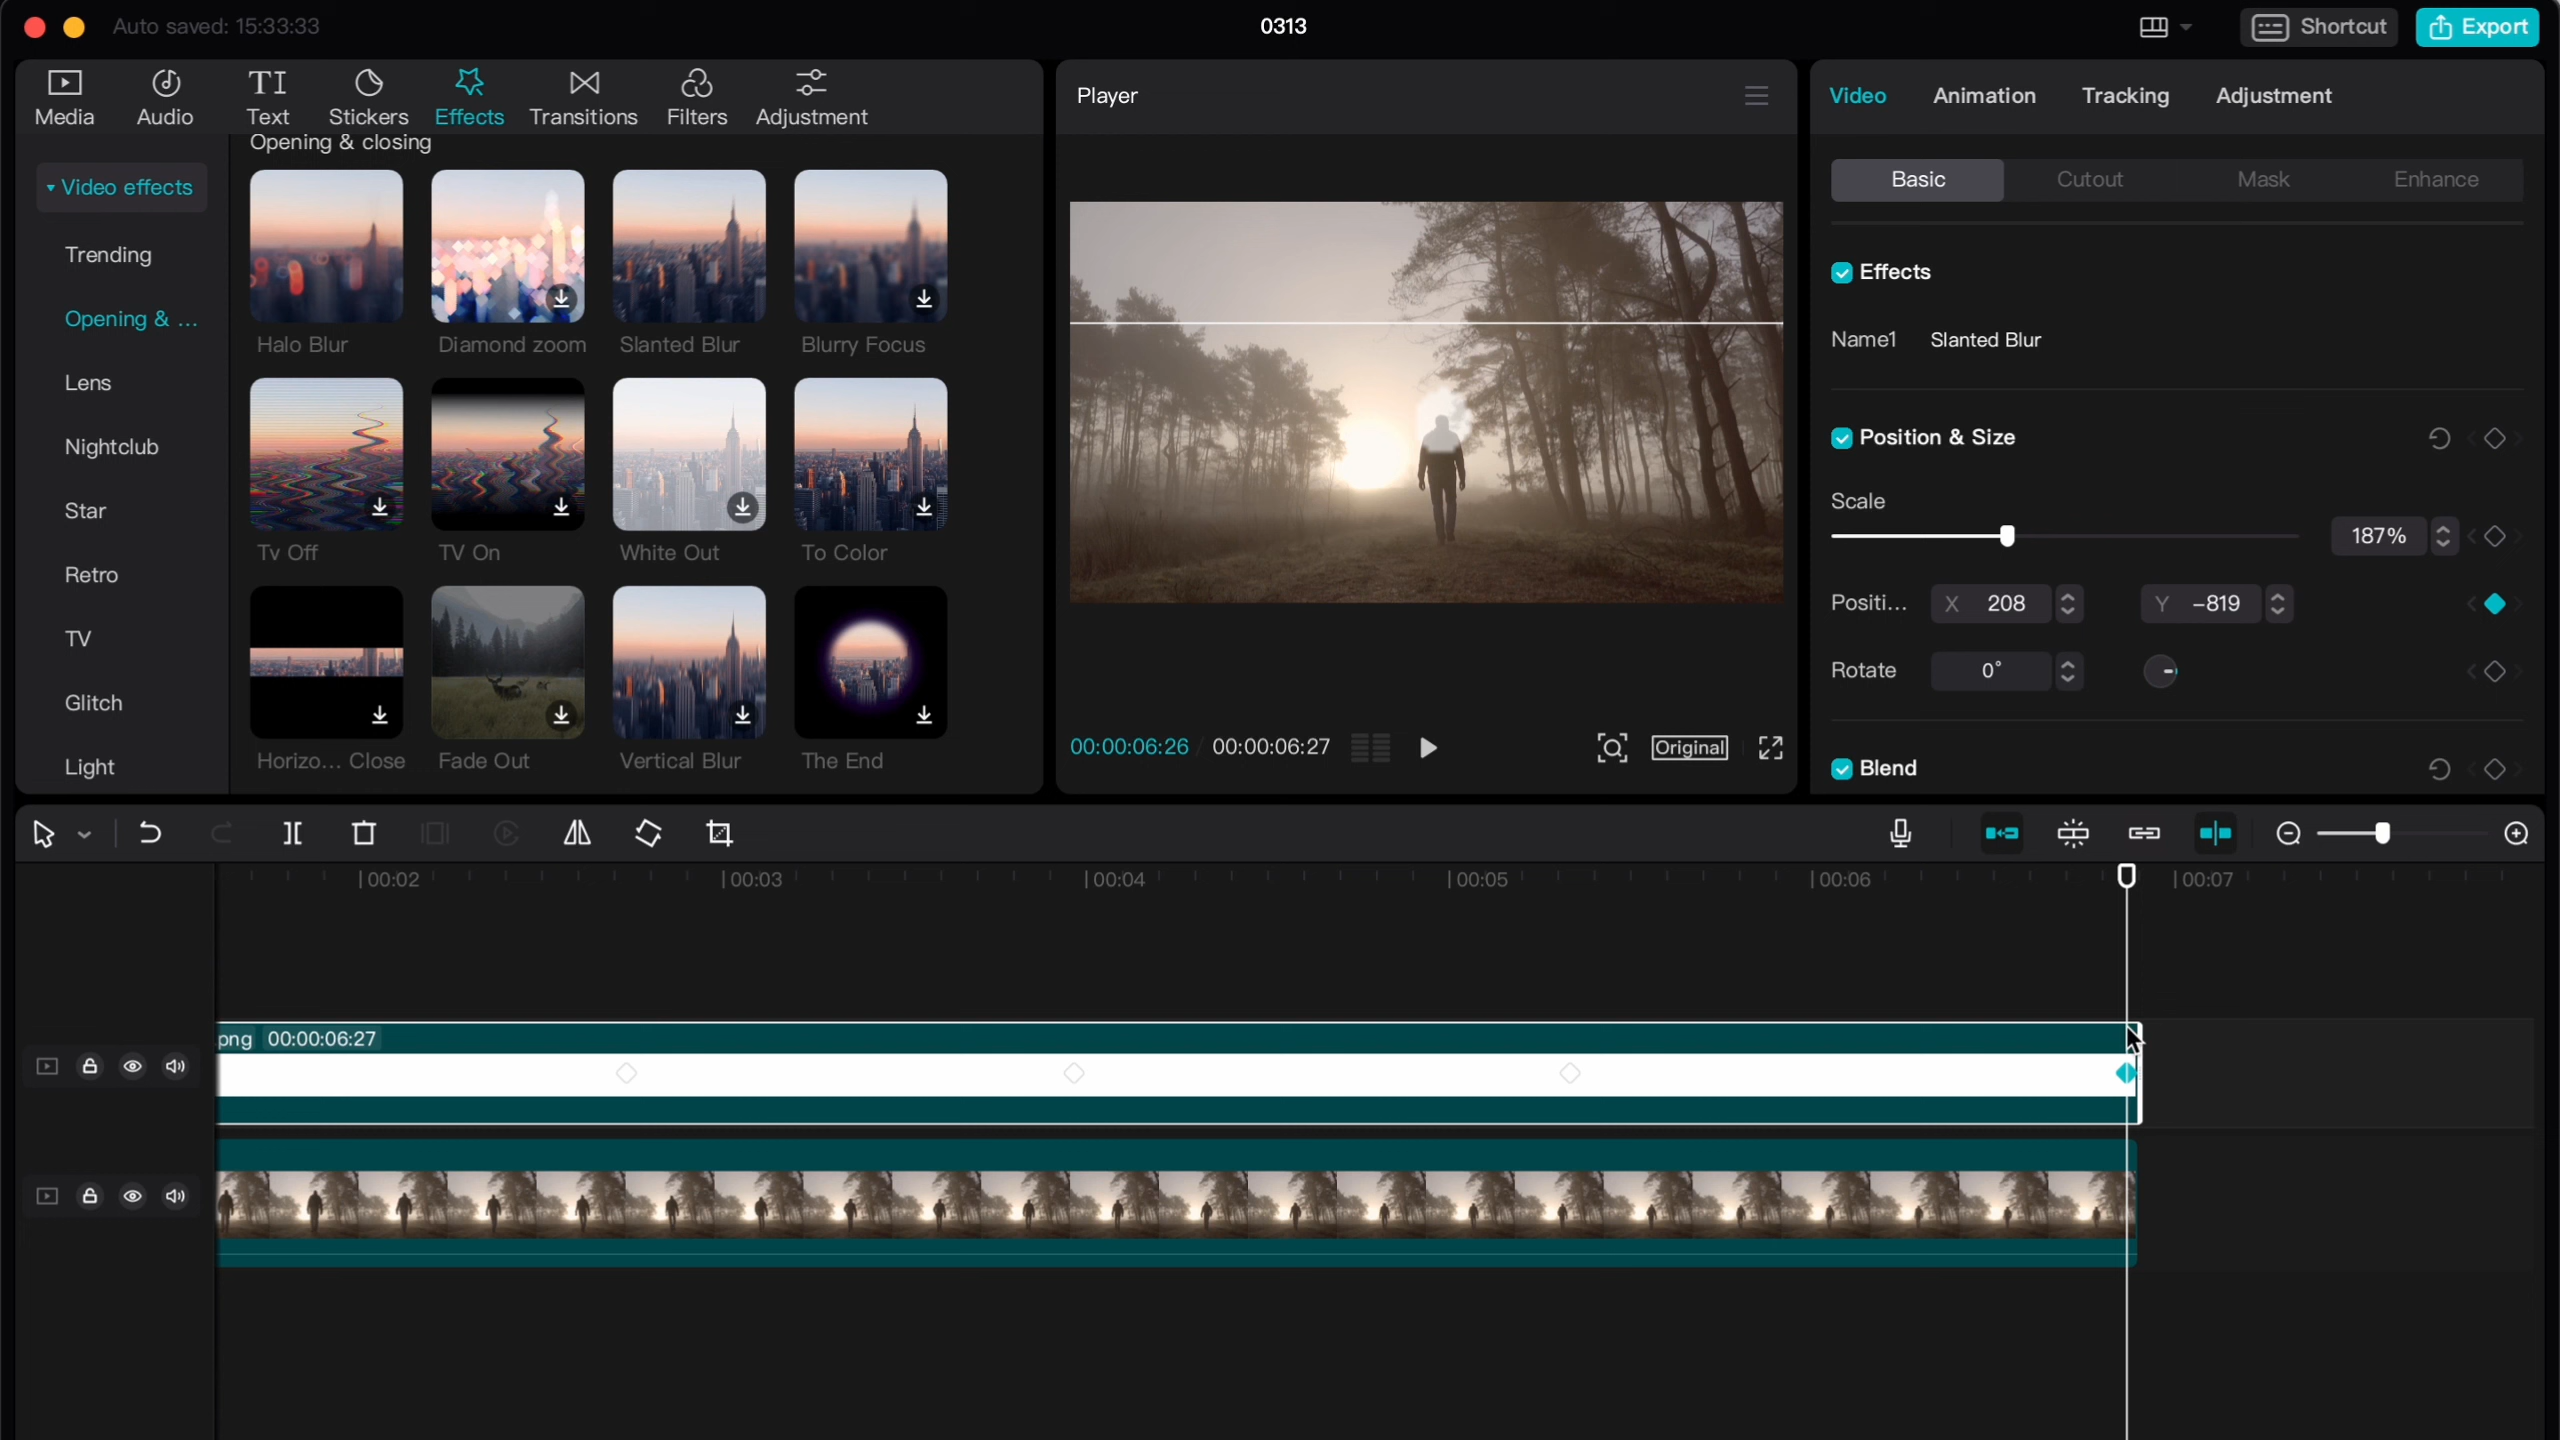 Auto saved: 15:33:33
0313
Shortcut
Export
Media
Audio
TI
Text
Stickers
Effects
Transitions
Filters
Adjustment
Video effects
Trending
Opening & ...
Lens
Nightclub
Star
Retro
TV
Glitch
Light
Opening & closing
Halo Blur
Diamond zoom
Slanted Blur
Blurry Focus
Tv Off
TV On
White Out
To Color
Horizo... Close
Fade Out
Vertical Blur
The End
Player
00:00:06:26 / 00:00:06:27
Original
Video
Animation
Tracking
Adjustment
Basic
Cutout
Mask
Enhance
Effects
Name1 Slanted Blur
Position & Size
Scale
187%
Positi... X 208 Y -819
Rotate 0°
Blend
00:02
00:03
00:04
00:05
00:06
00:07
.png 00:00:06:27